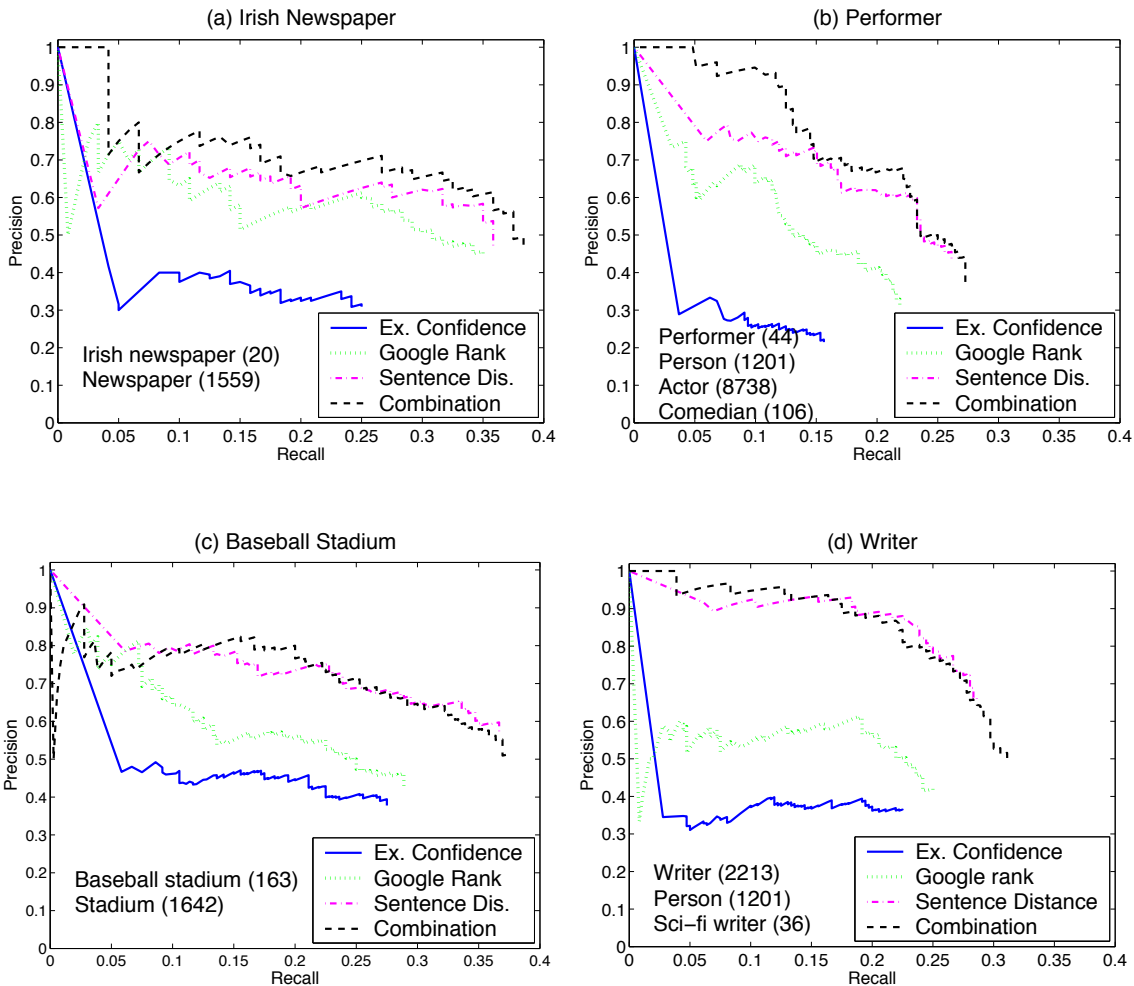 (a) Irish Newspaper
1
0.9
0.8
0.7
0.6
0.5
0.4
0.3
0.2
0.1
0
Precision
0 0.05 0.1 0.15 0.2 0.25 0.3 0.35 0.4
Recall
Irish newspaper (20)
Newspaper (1559)
Ex. Confidence
Google Rank
Sentence Dis.
Combination
(b) Performer
1
0.9
0.8
0.7
0.6
0.5
0.4
0.3
0.2
0.1
0
Precision
0 0.05 0.1 0.15 0.2 0.25 0.3 0.35 0.4
Recall
Performer (44)
Person (1201)
Actor (8738)
Comedian (106)
Ex. Confidence
Google Rank
Sentence Dis.
Combination
(c) Baseball Stadium
1
0.9
0.8
0.7
0.6
0.5
0.4
0.3
0.2
0.1
0
Precision
0 0.05 0.1 0.15 0.2 0.25 0.3 0.35 0.4
Recall
Baseball stadium (163)
Stadium (1642)
Ex. Confidence
Google Rank
Sentence Dis.
Combination
(d) Writer
1
0.9
0.8
0.7
0.6
0.5
0.4
0.3
0.2
0.1
0
Precision
0 0.05 0.1 0.15 0.2 0.25 0.3 0.35 0.4
Recall
Writer (2213)
Person (1201)
Sci−fi writer (36)
Ex. Confidence
Google rank
Sentence Distance
Combination